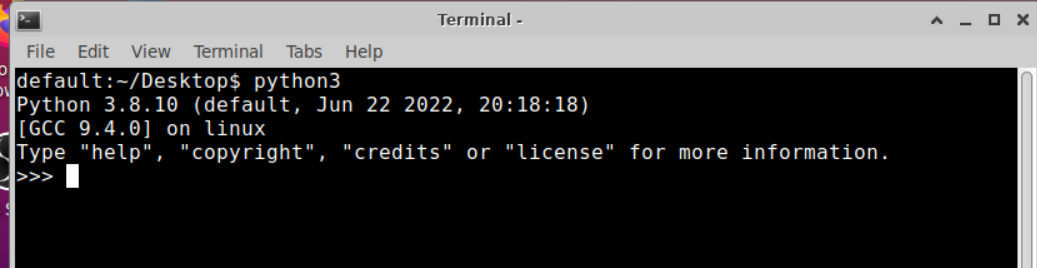 Terminal -
File Edit View Terminal Tabs Help
default:~/Desktop$ python3
Python 3.8.10 (default, Jun 22 2022, 20:18:18)
[GCC 9.4.0] on linux
Type "help", "copyright", "credits" or "license" for more information.
>>>